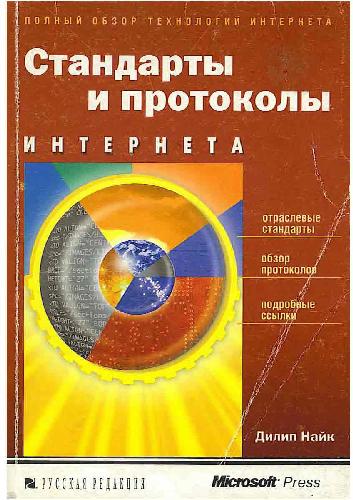 ПОЛНЫЙ ОБЗОР ТЕХНОЛОГИИ ИНТЕРНЕТА
Стандарты
и протоколы
ИНТЕРНЕТА
отраслевые
стандарты
обзор
протоколов
подробные
ссылки
Дилип Найк
РУССКАЯ РЕДАКЦИЯ
Microsoft Press